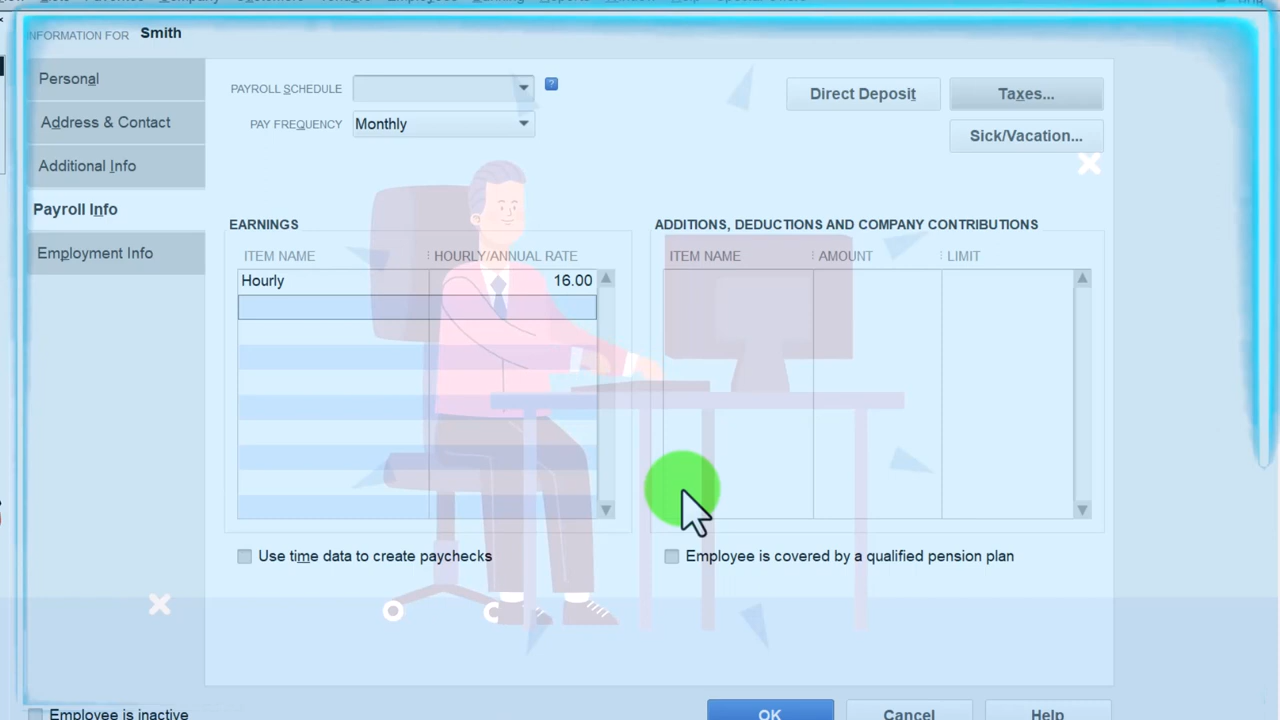 INFORMATION FOR Smith
Personal
Address & Contact
Additional Info
Payroll Info
Employment Info
PAYROLL SCHEDULE
?
PAY FREQUENCY Monthly
Direct Deposit
Taxes...
Sick/Vacation...
EARNINGS
ITEM NAME HOURLY/ANNUAL RATE
Hourly 16.00
Use time data to create paychecks
ADDITIONS, DEDUCTIONS AND COMPANY CONTRIBUTIONS
ITEM NAME AMOUNT LIMIT
Employee is covered by a qualified pension plan
Employee is inactive
OK
Cancel
Help